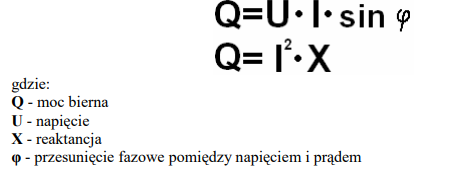 Q=U·I·sin φ
Q= I²·X
gdzie:
Q - moc bierna
U - napięcie
X - reaktancja
φ - przesunięcie fazowe pomiędzy napięciem i prądem